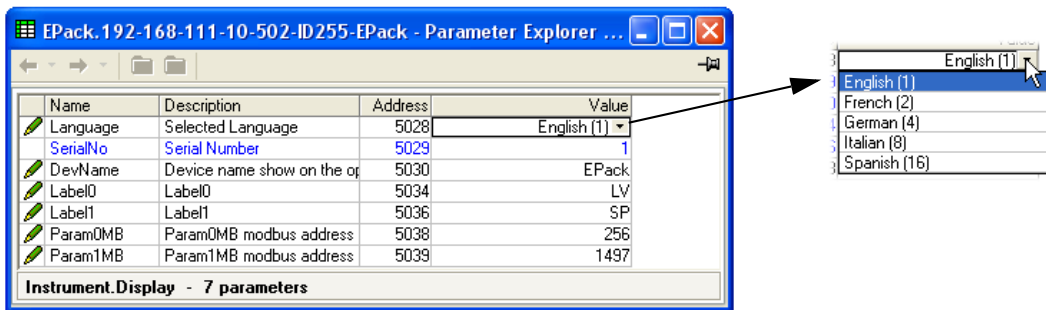 EPack.192-168-111-10-502-ID255-EPack - Parameter Explorer ...
Name Description Address Value
Language Selected Language 5028 English (1)
SerialNo Serial Number 5029 1
DevName Device name show on the op 5030 EPack
Label0 Label0 5034 LV
Label1 Label1 5036 SP
Param0MB Param0MB modbus address 5038 256
Param1MB Param1MB modbus address 5039 1497
Instrument.Display - 7 parameters
English (1)
English (1)
French (2)
German (4)
Italian (8)
Spanish (16)